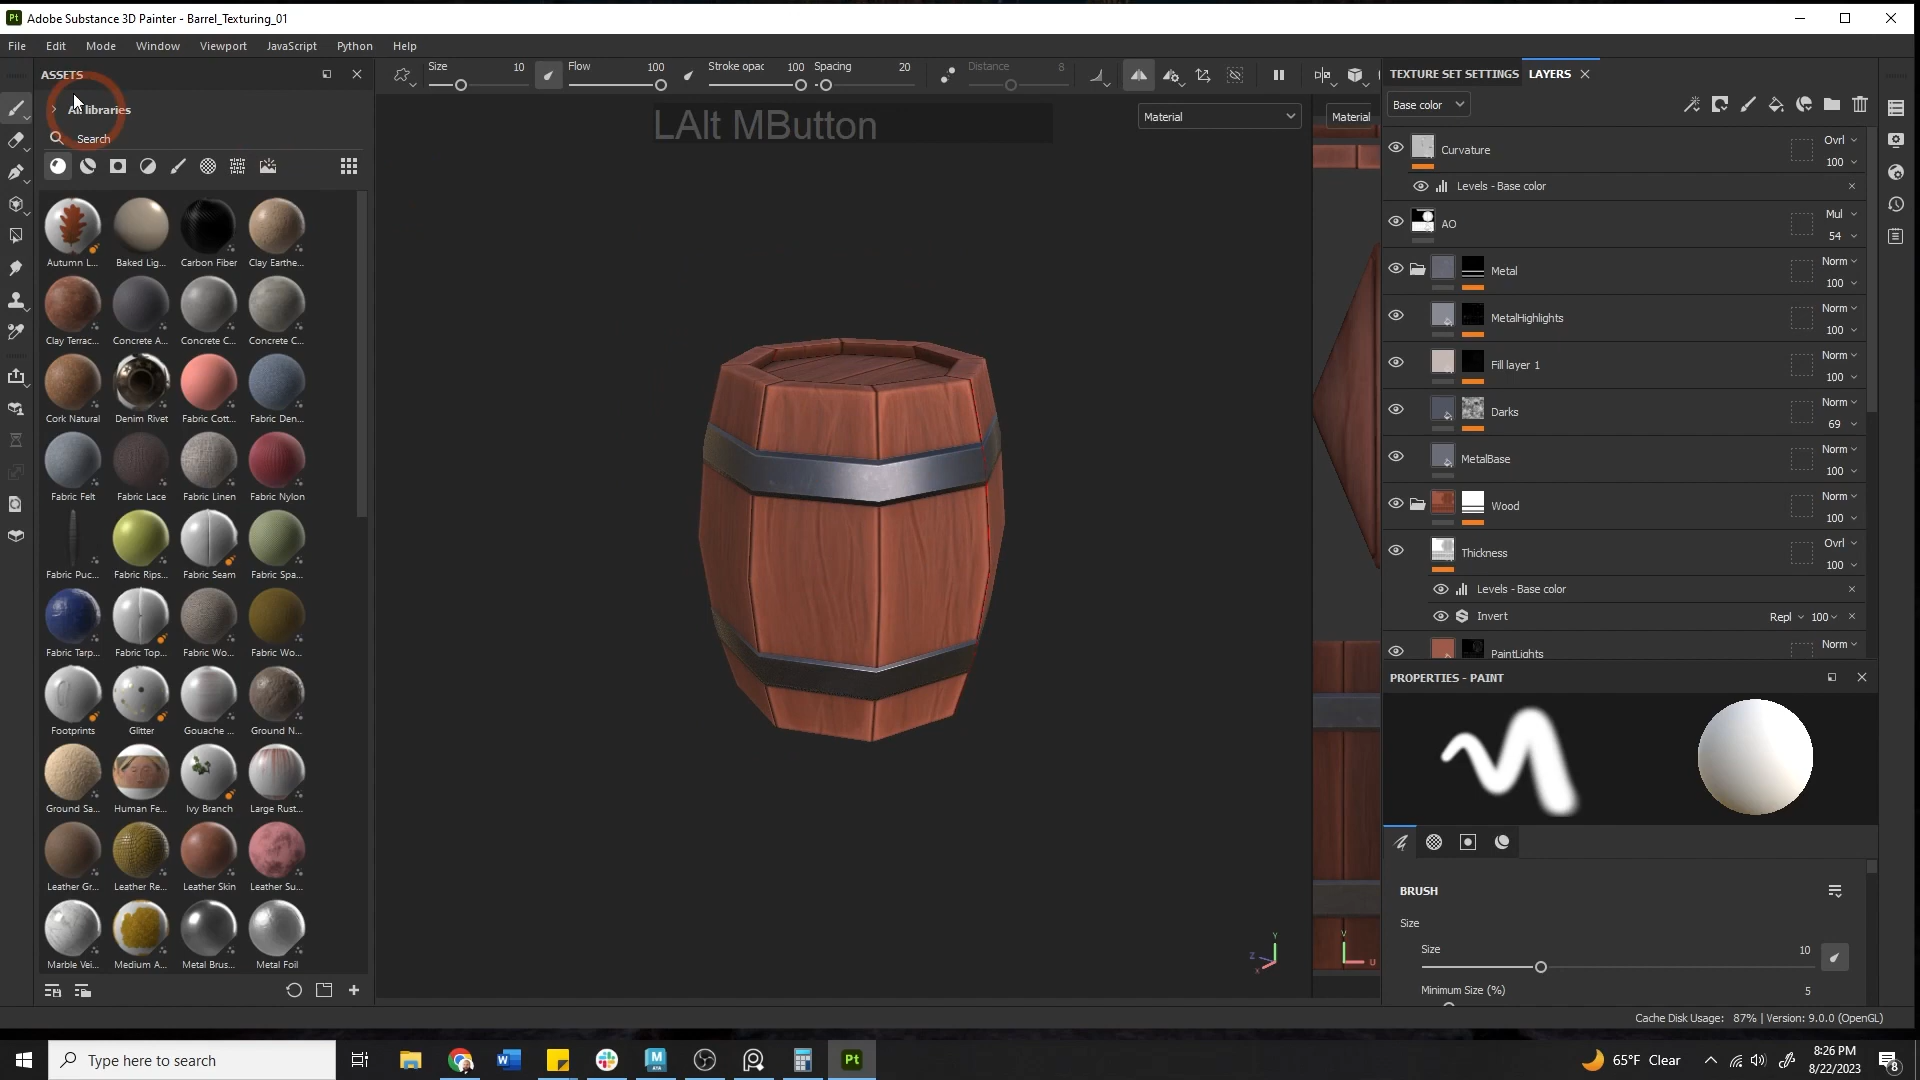 Pt Adobe Substance 3D Painter - Barrel_Texturing_01
File Edit Mode Window Viewport JavaScript Python Help
ASSETS
All libraries
Search
Autumn L... Baked Lig... Carbon Fiber Clay Earthe...
Clay Terrac... Concrete A... Concrete C... Concrete C...
Cork Natural Denim Rivet Fabric Cott... Fabric Den...
Fabric Felt Fabric Lace Fabric Linen Fabric Nylon
Fabric Puc... Fabric Rips... Fabric Seam Fabric Spa...
Fabric Tarp... Fabric Top... Fabric Wo... Fabric Wo...
Footprints Glitter Gouache ... Ground N...
Ground Sa... Human Fe... Ivy Branch Large Rust...
Leather Gr... Leather Re... Leather Skin Leather Su...
Marble Vei... Medium A... Metal Brus... Metal Foil
Size 10 Flow 100 Stroke opac 100 Spacing 20 Distance 8
LAlt MButton
Material
Material
Y
Z
X
V
U
TEXTURE SET SETTINGS LAYERS
Base color
Curvature Ovrl
100
Levels - Base color
AO Mul
54
Metal Norm
100
MetalHighlights Norm
100
Fill layer 1 Norm
100
Darks Norm
69
MetalBase Norm
100
Wood Norm
100
Thickness Ovrl
100
Levels - Base color
Invert Repl 100
PaintLights Norm
PROPERTIES - PAINT
BRUSH
Size
Size 10
Minimum Size (%) 5
Cache Disk Usage: 87% | Version: 9.0.0 (OpenGL)
Type here to search
W
M
Pt
65°F Clear
8:26 PM
8/22/2023
8